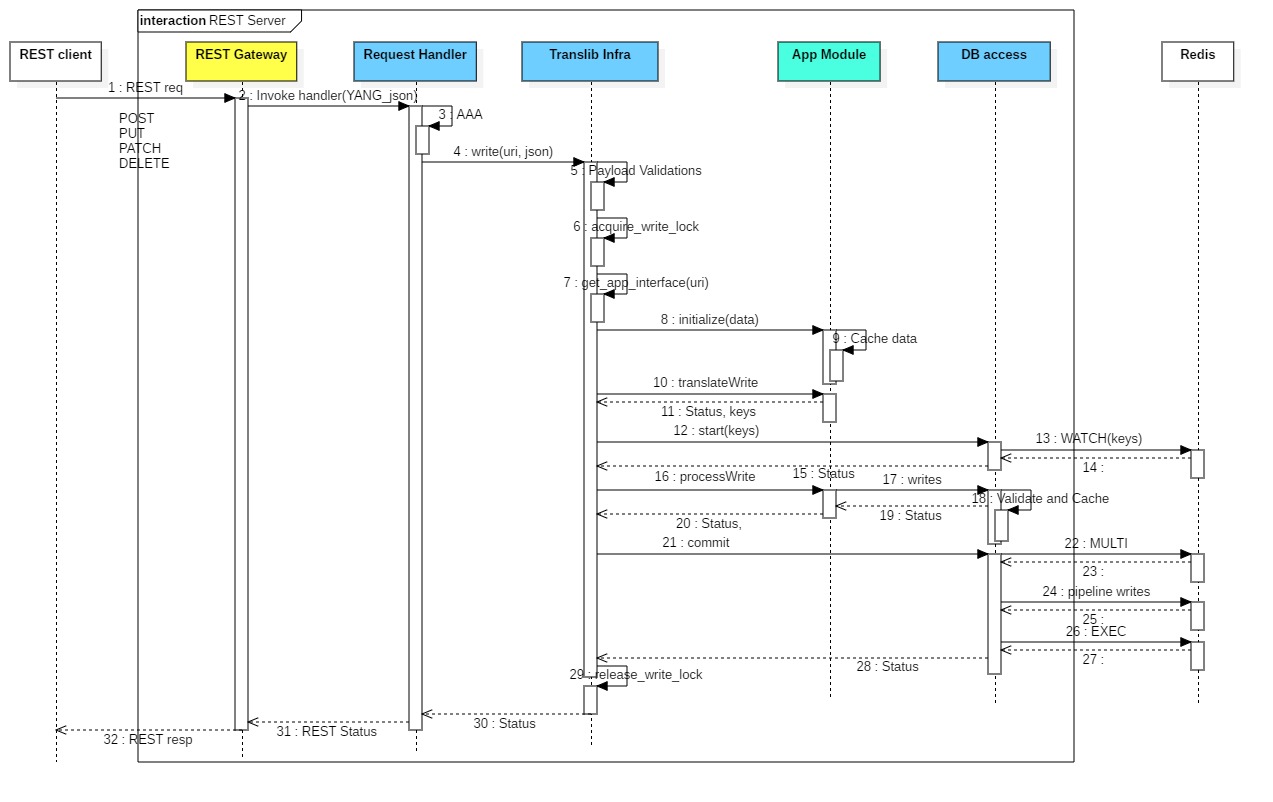 interaction REST Server
REST client
REST Gateway
Request Handler
Translib Infra
App Module
DB access
Redis
1 : REST req
2 : Invoke handler(YANG_json)
POST
PUT
PATCH
DELETE
3 : AAA
4 : write(uri, json)
5 : Payload Validations
6 : acquire_write_lock
7 : get_app_interface(uri)
8 : initialize(data)
9 : Cache data
10 : translateWrite
11 : Status, keys
12 : start(keys)
13 : WATCH(keys)
14 :
15 : Status
16 : processWrite
17 : writes
18 : Validate and Cache
19 : Status
20 : Status,
21 : commit
22 : MULTI
23 :
24 : pipeline writes
25 :
26 : EXEC
27 :
28 : Status
29 : release_write_lock
30 : Status
31 : REST Status
32 : REST resp